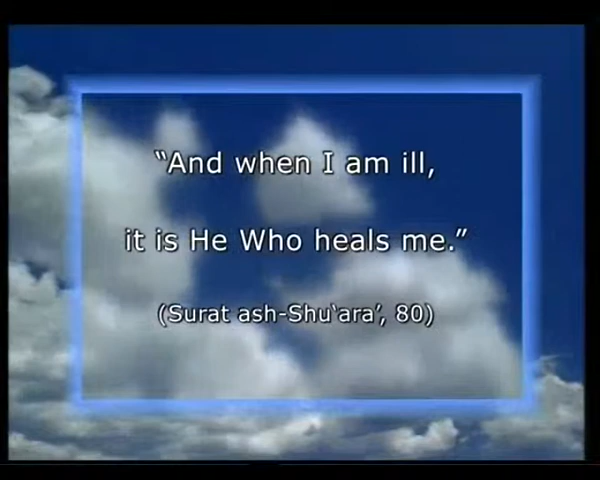 “And when I am ill,
it is He Who heals me.”
(Surat ash-Shu‘ara’, 80)